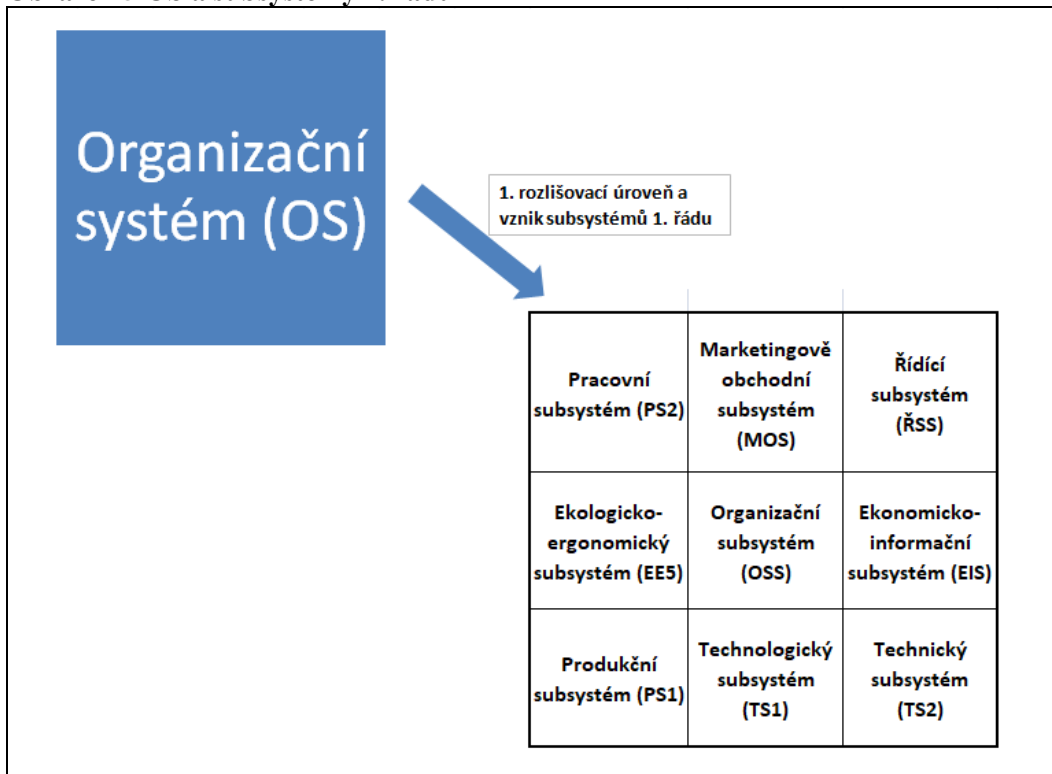 Organizační
systém (OS)
1. rozlišovací úroveň a
vznik subsystémů 1. řádu
Pracovní
subsystém (PS2)
Marketingově
obchodní
subsystém
(MOS)
Řídící
subsystém
(ŘSS)
Ekologicko-
ergonomický
subsystém (EE5)
Organizační
subsystém
(OSS)
Ekonomicko-
informační
subsystém (EIS)
Produkční
subsystém (PS1)
Technologický
subsystém
(TS1)
Technický
subsystém
(TS2)